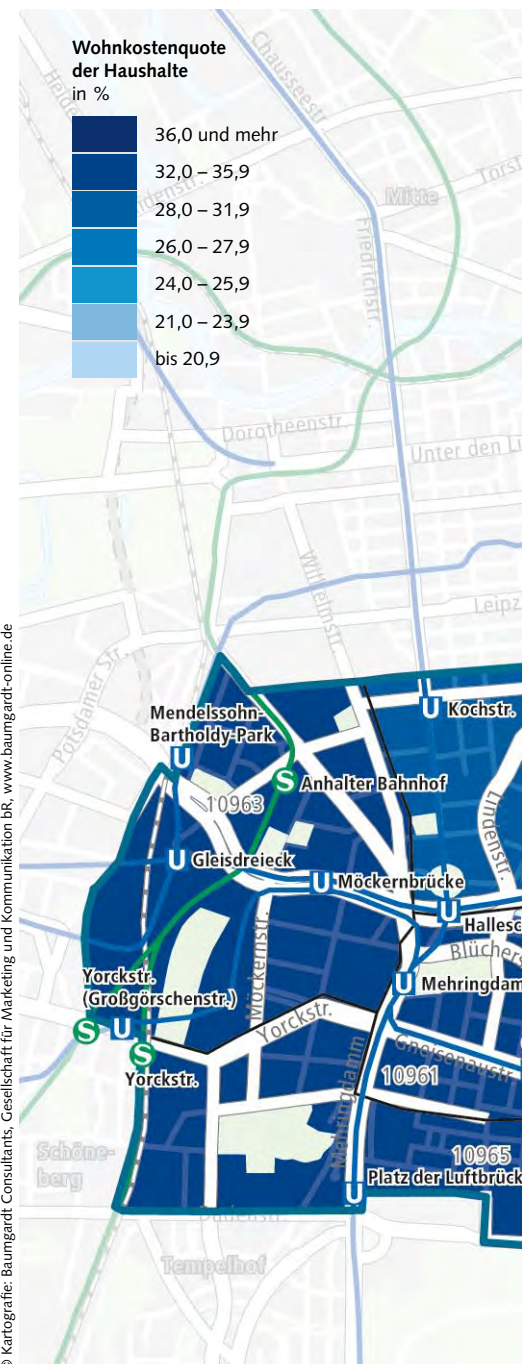 Wohnkostenquote
der Haushalte
in %
36,0 und mehr
32,0 – 35,9
28,0 – 31,9
26,0 – 27,9
24,0 – 25,9
21,0 – 23,9
bis 20,9
Chausseestr.
Torst
Mitte
Friedrichstr.
Dorotheenstr.
Unter den Li
Wilhelmstr.
Leipz
Potsdamer Str.
Mendelssohn-
Bartholdy-Park
U
U Kochstr.
S Anhalter Bahnhof
10963
Lindenstr.
U Gleisdreieck
U Möckernbrücke
U
Hallesc
Blüchers
Möckernstr.
Yorckstr.
(Großgörschenstr.)
S U
U Mehringdam
Yorckstr.
Gneisenaustr
S
Yorckstr.
Mehringdamm
10961
10965
U Platz der Luftbrück
Schöne-
berg
Tempelhof
© Kartografie: Baumgardt Consultants, Gesellschaft für Marketing und Kommunikation bR, www.baumgardt-online.de